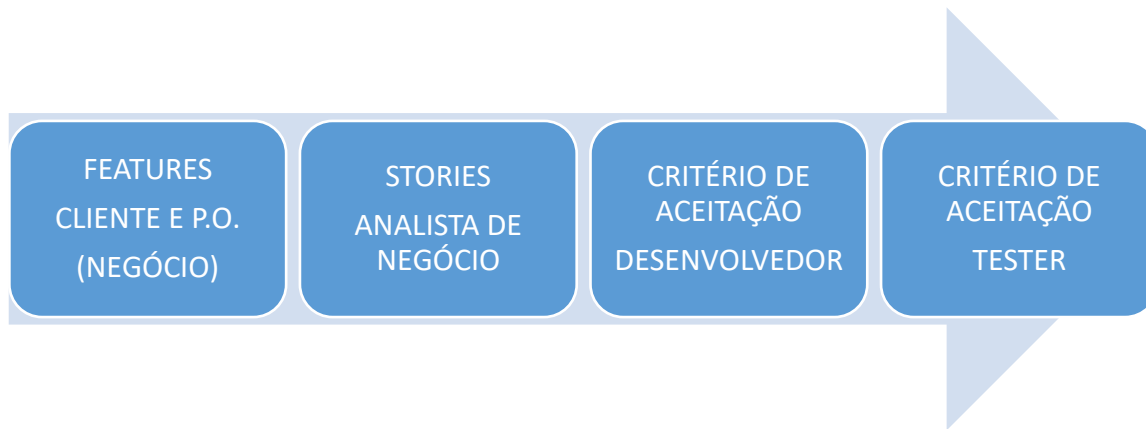 FEATURES
CLIENTE E P.O.
(NEGÓCIO)
STORIES
ANALISTA DE
NEGÓCIO
CRITÉRIO DE
ACEITAÇÃO
DESENVOLVEDOR
CRITÉRIO DE
ACEITAÇÃO
TESTER